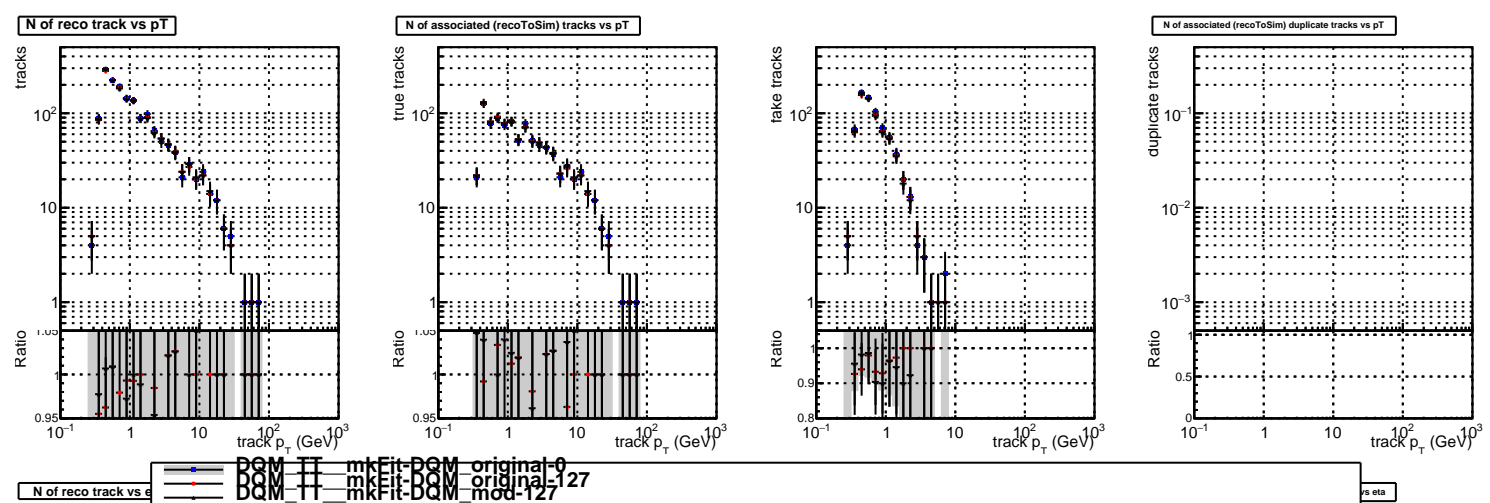 N of reco track vs pT
N of associated (recoToSim) tracks vs pT
N of associated (recoToSim) duplicate tracks vs pT
tracks
10²
10
1
Ratio
1.05
1
0.95
10⁻¹ 1 10 10² 10³
track p_T (GeV)
true tracks
10²
10
1
Ratio
1.05
1
0.95
10⁻¹ 1 10 10² 10³
track p_T (GeV)
fake tracks
10²
10
1
Ratio
1
0.9
0.8
10⁻¹ 1 10 10² 10³
track p_T (GeV)
duplicate tracks
10⁻¹
10⁻²
10⁻³
Ratio
1
0.5
0
10⁻¹ 1 10 10² 10³
track p_T (GeV)
DQM_TT__mkFit-DQM_original-0
DQM_TT__mkFit-DQM_original-127
DQM_TT__mkFit-DQM_mod-127
N of reco track vs e
vs eta